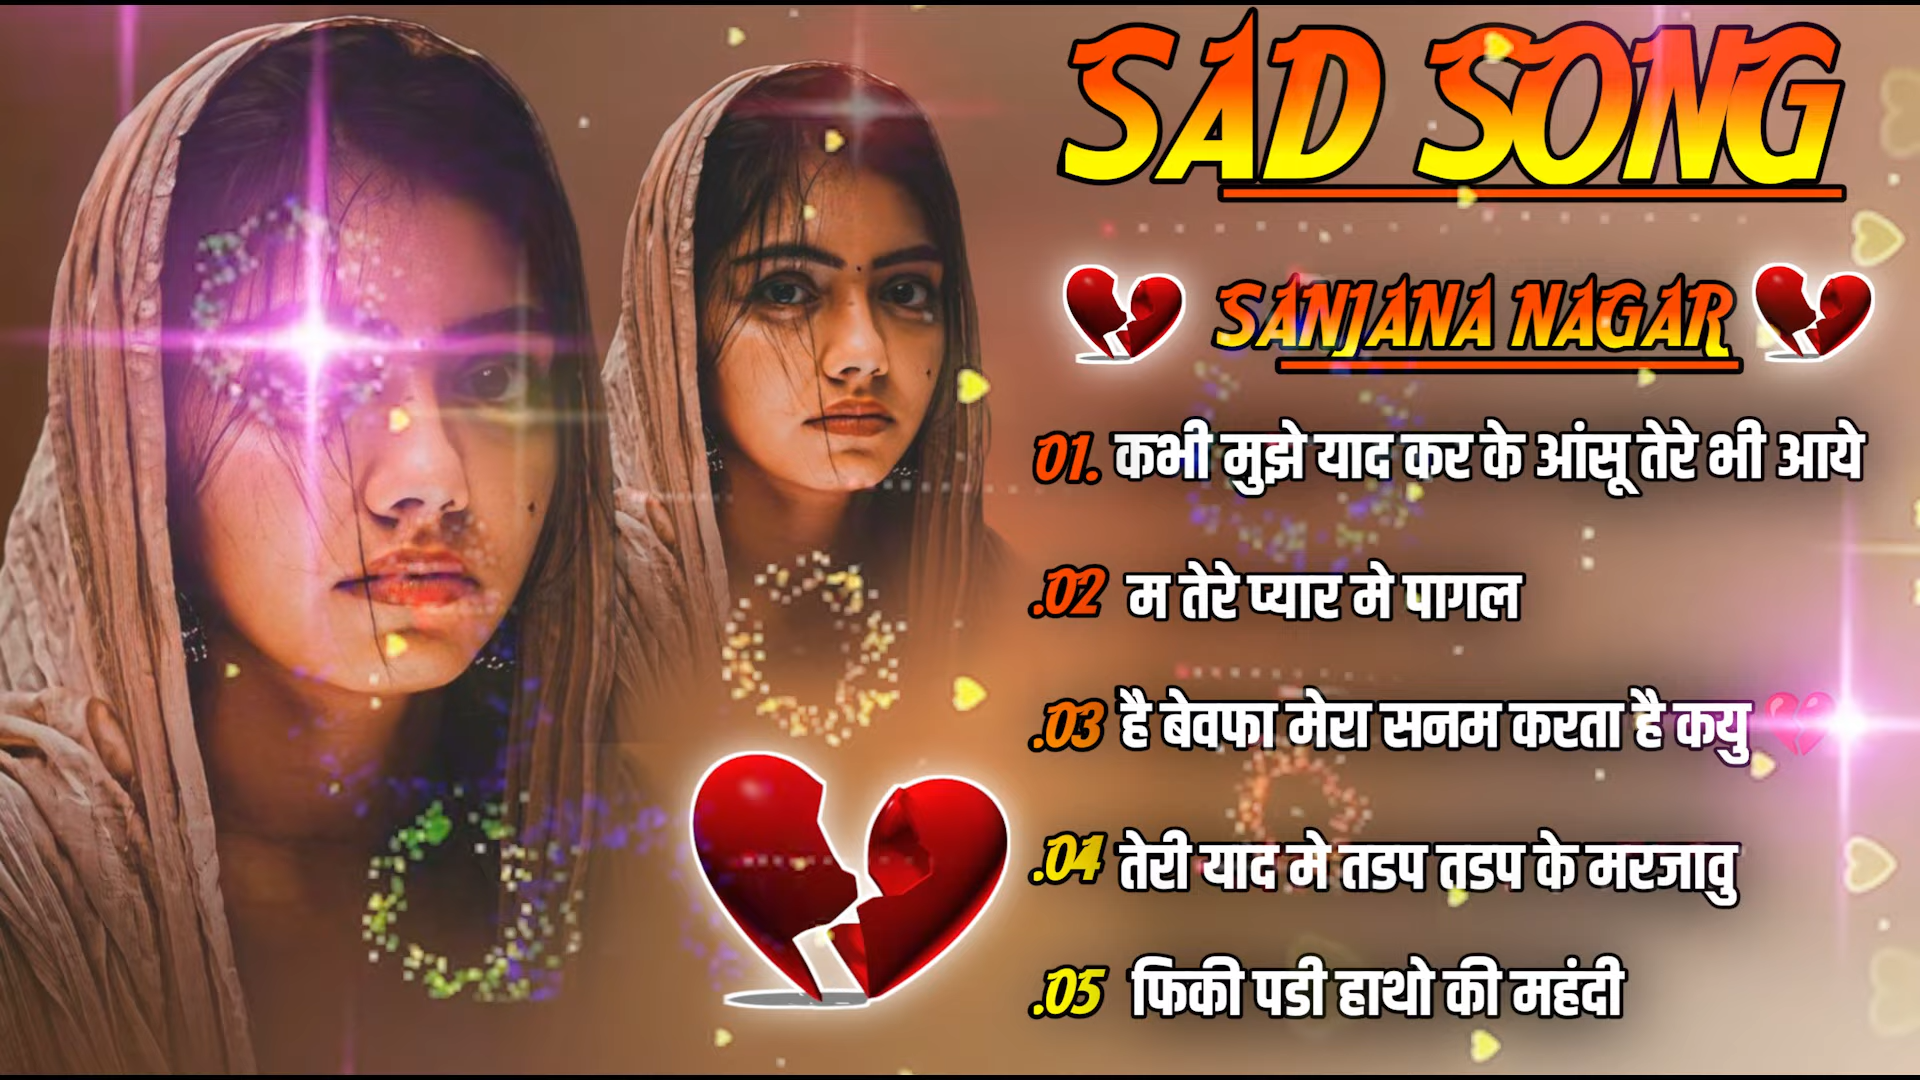 SAD SONG
SANJANA NAGAR
01. कभी मुझे याद कर के आंसू तेरे भी आये
.02 म तेरे प्यार मे पागल
.03 है बेवफा मेरा सनम करता है कयु 💔
.04 तेरी याद मे तडप तडप के मरजावु
.05 फिकी पडी हाथो की महंदी